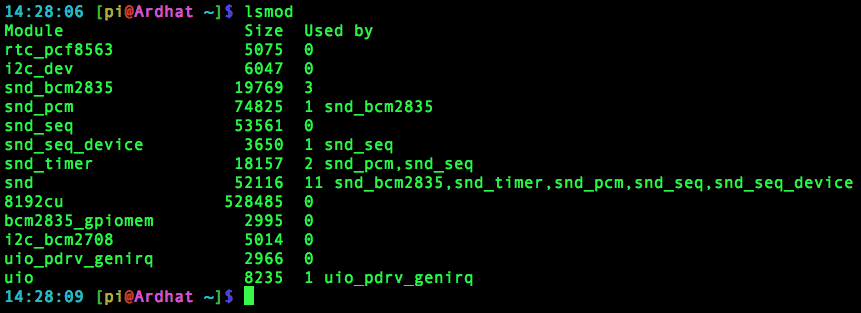 14:28:06 [pi@Ardhat ~]$ lsmod
Module                  Size  Used by
rtc_pcf8563             5075  0
i2c_dev                 6047  0
snd_bcm2835            19769  3
snd_pcm                74825  1 snd_bcm2835
snd_seq                53561  0
snd_seq_device          3650  1 snd_seq
snd_timer              18157  2 snd_pcm,snd_seq
snd                    52116  11 snd_bcm2835,snd_timer,snd_pcm,snd_seq,snd_seq_device
8192cu                528485  0
bcm2835_gpiomem         2995  0
i2c_bcm2708             5014  0
uio_pdrv_genirq         2966  0
uio                     8235  1 uio_pdrv_genirq
14:28:09 [pi@Ardhat ~]$